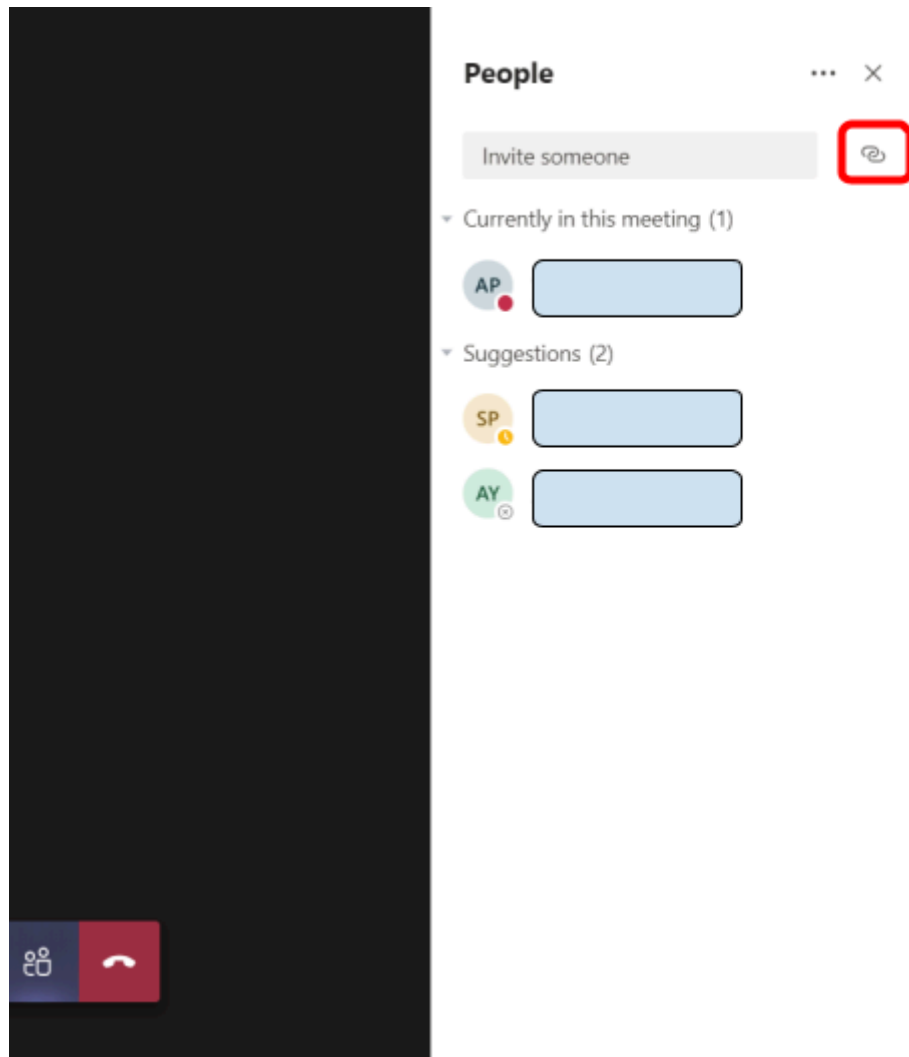 People
Invite someone
Currently in this meeting (1)
AP
Suggestions (2)
SP
AY